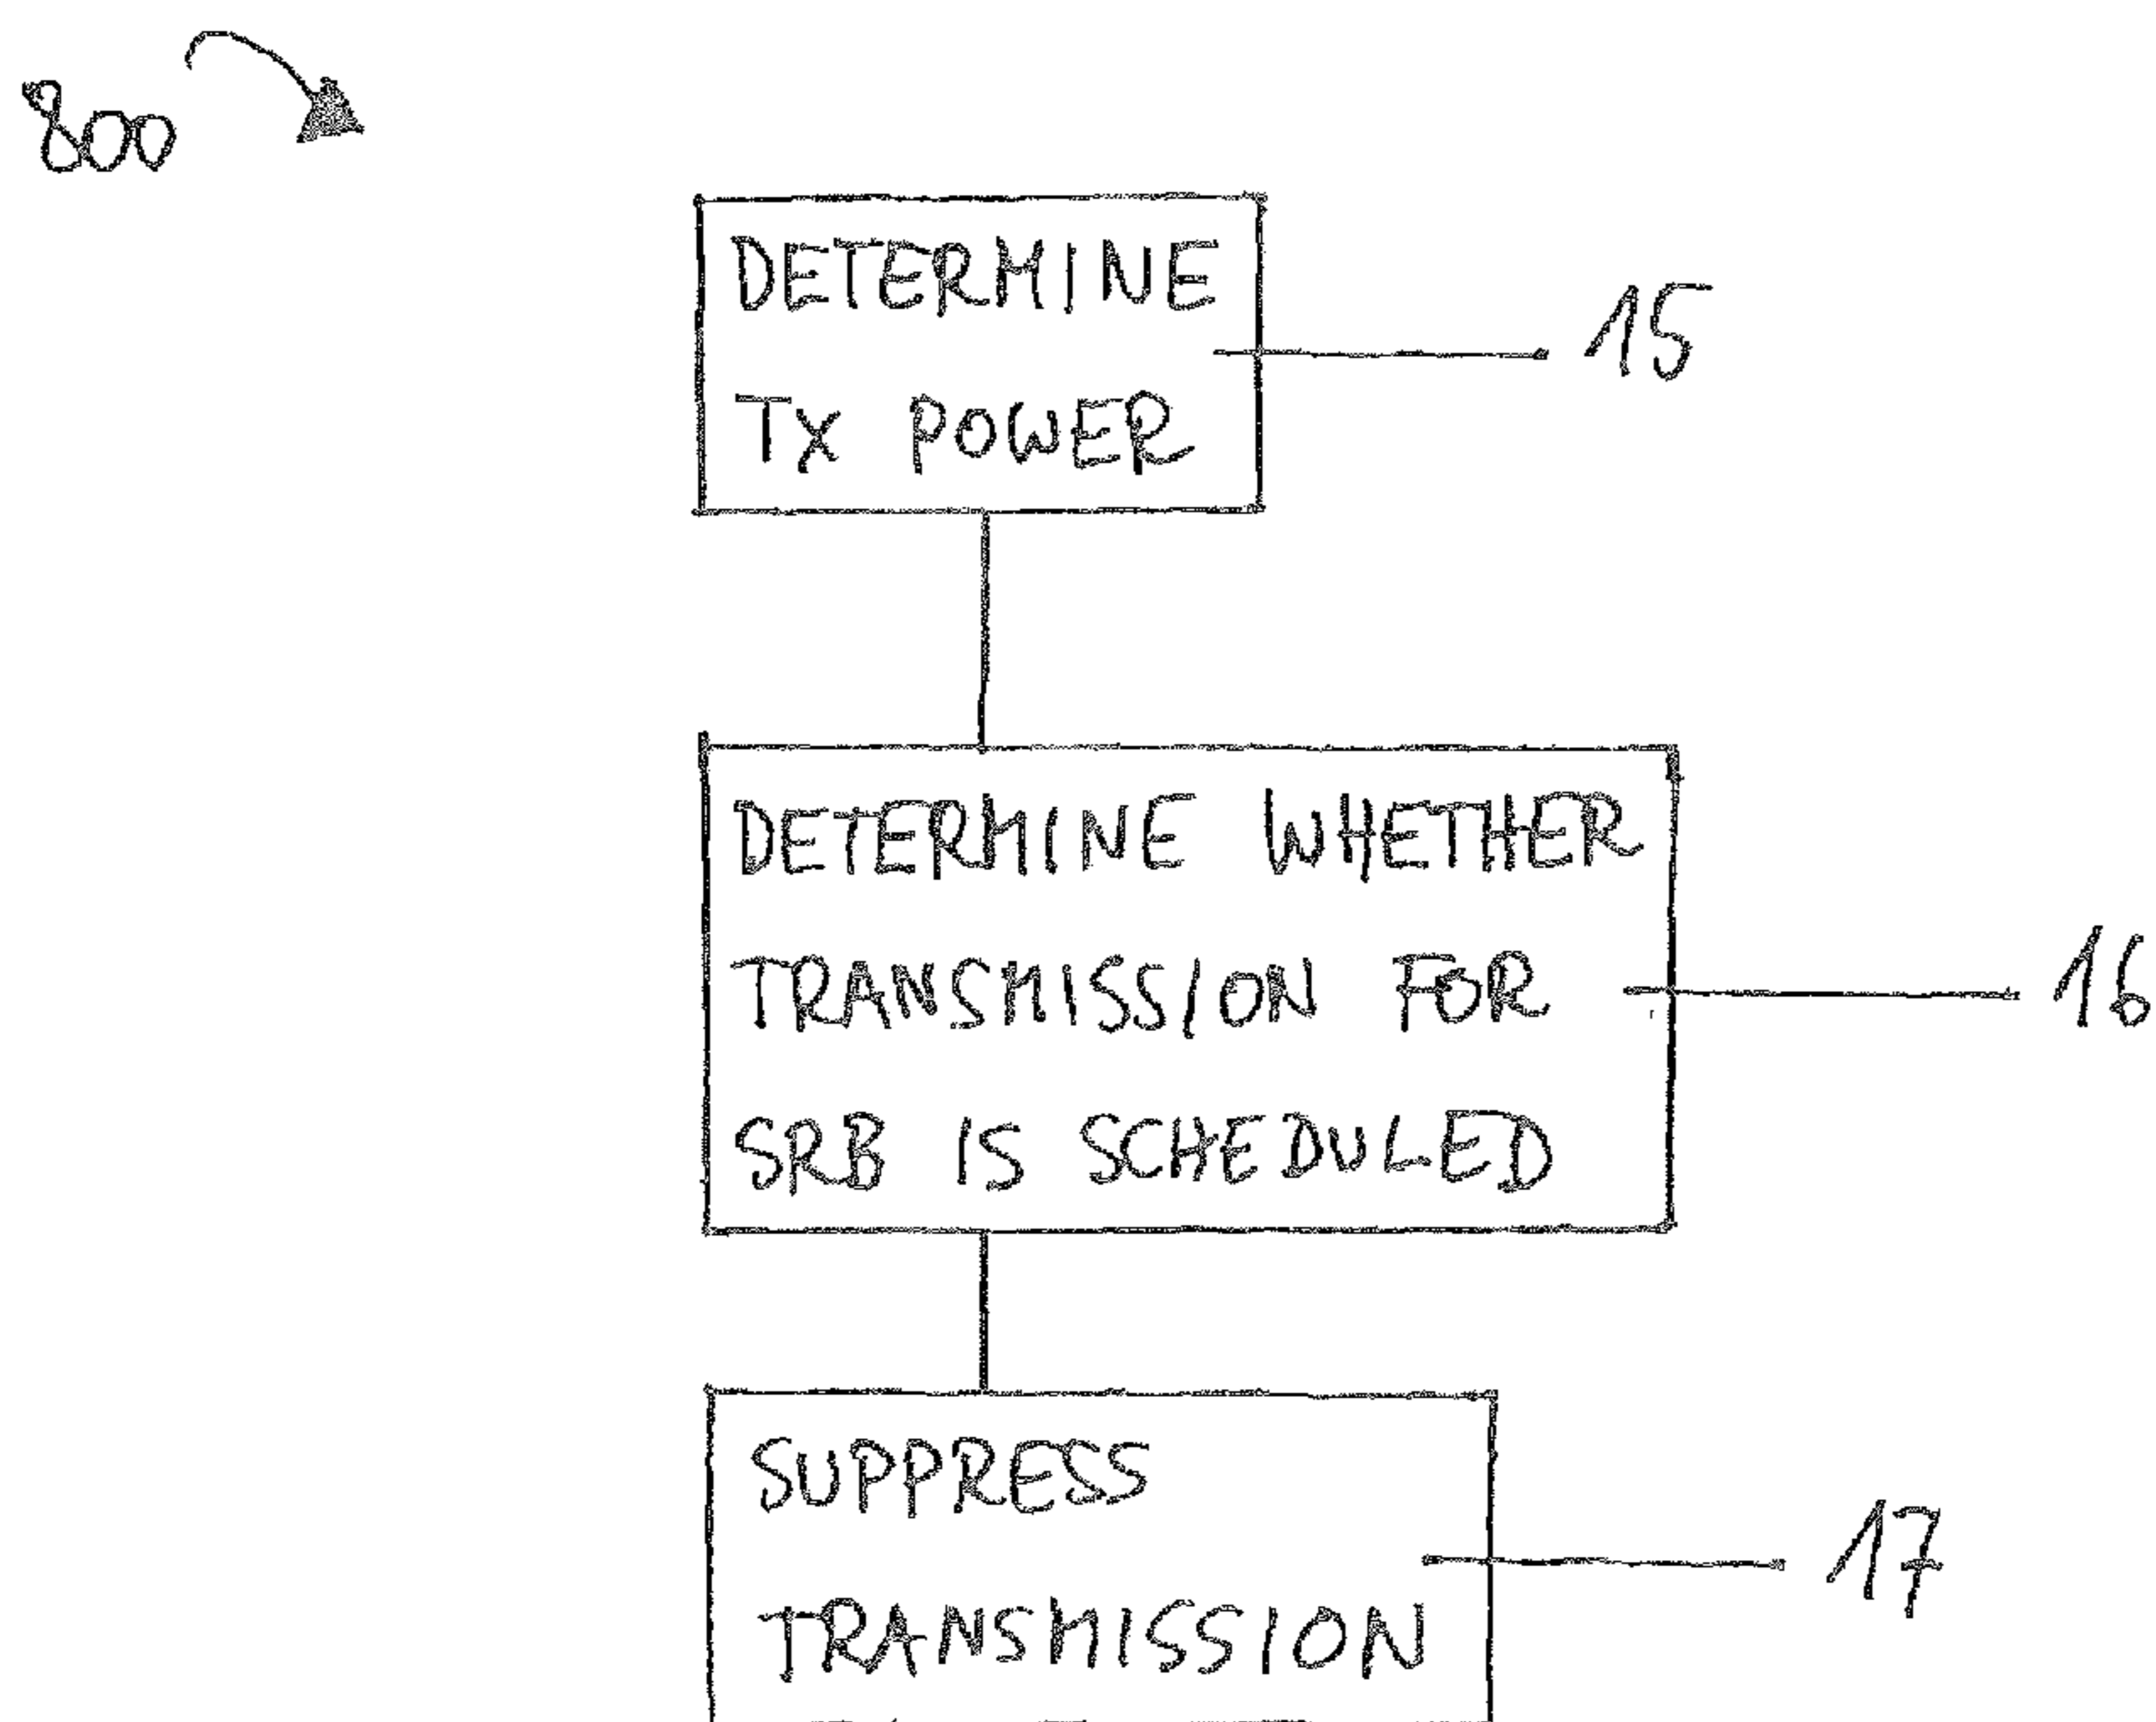 800
DETERMINE
15
TX POWER
DETERMINE WHETHER
TRANSMISSION FOR
16
SRB IS SCHEDULED
SUPPRESS
17
TRANSMISSION